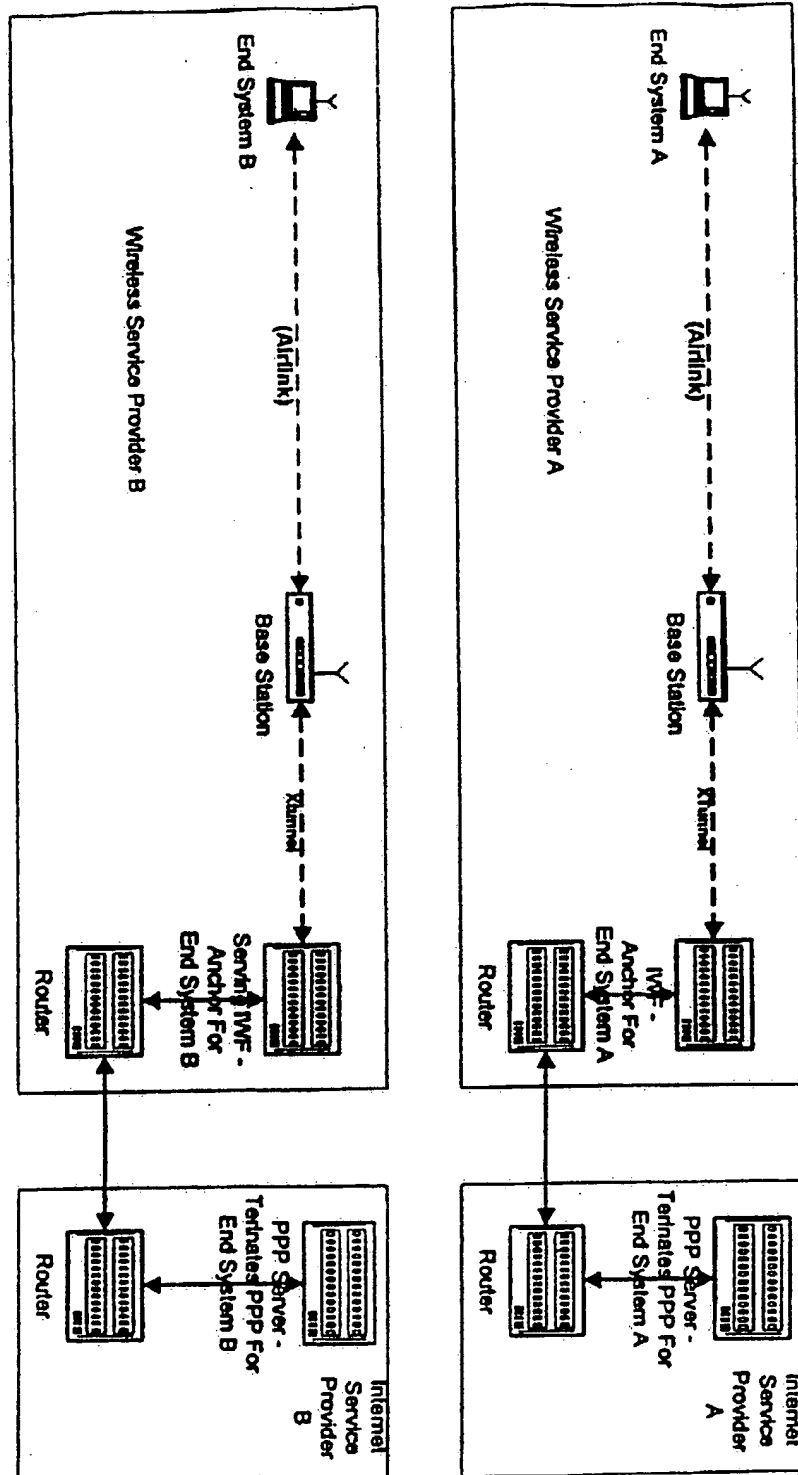 End System A
(Airlink)
Wireless Service Provider A
Base Station
XTunnel
IWF -
Anchor For
End System A
Router
PPP Server -
Terinates PPP For
End System A
Router
Internet
Service
Provider
A
End System B
(Airlink)
Wireless Service Provider B
Base Station
Xtunnel
Serving IWF -
Anchor For
End System B
Router
PPP Server -
Terinates PPP For
End System B
Router
Internet
Service
Provider
B